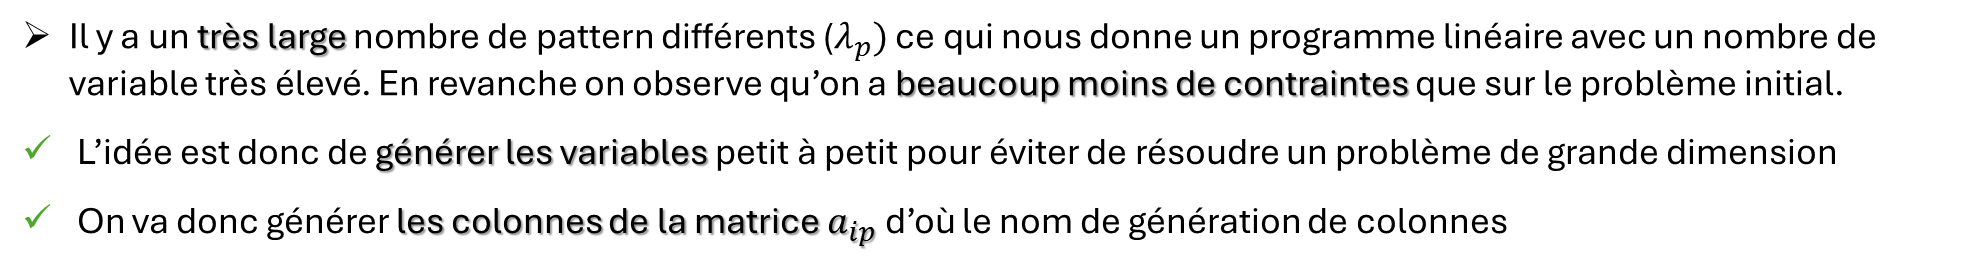 ➢ Il y a un très large nombre de pattern différents (λ_p) ce qui nous donne un programme linéaire avec un nombre de
variable très élevé. En revanche on observe qu’on a beaucoup moins de contraintes que sur le problème initial.
✓ L’idée est donc de générer les variables petit à petit pour éviter de résoudre un problème de grande dimension
✓ On va donc générer les colonnes de la matrice a_{ip} d’où le nom de génération de colonnes